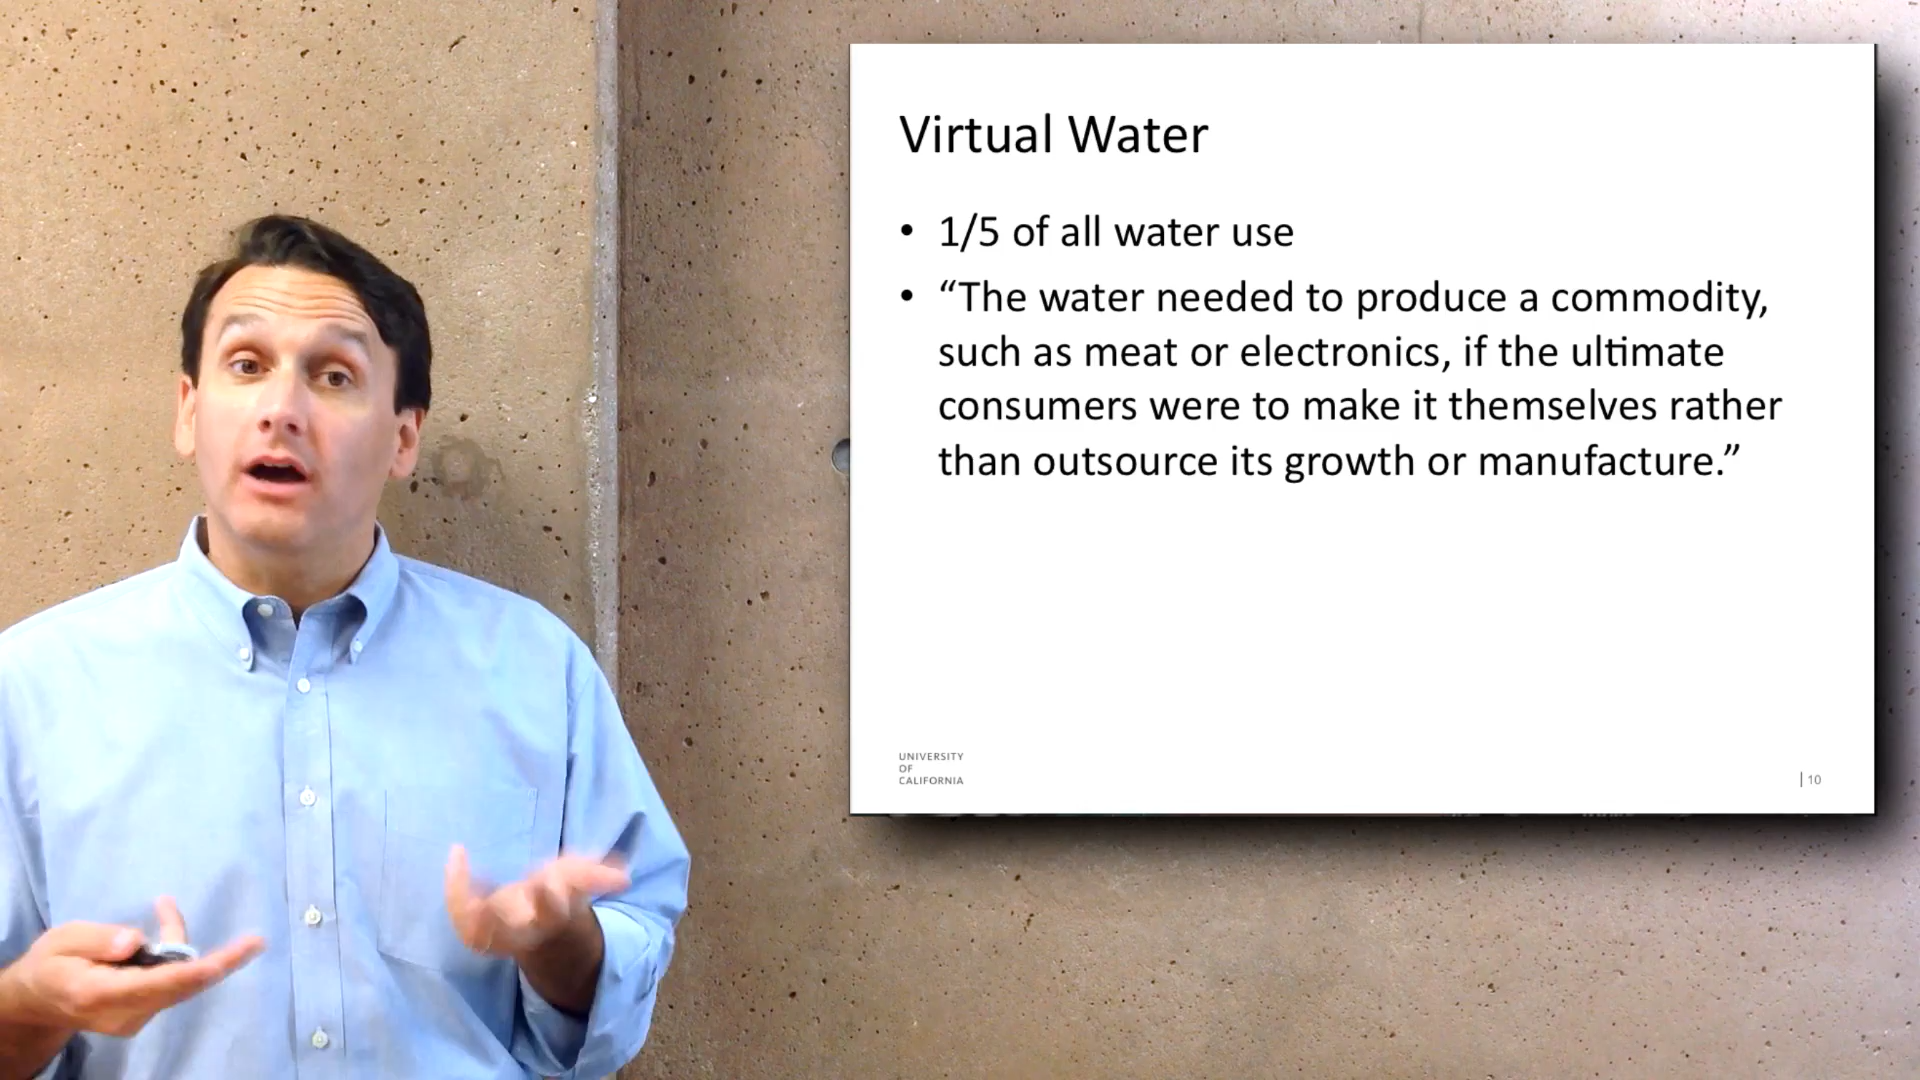 Virtual Water
• 1/5 of all water use
• “The water needed to produce a commodity,
such as meat or electronics, if the ultimate
consumers were to make it themselves rather
than outsource its growth or manufacture.”
UNIVERSITY
OF
CALIFORNIA
| 10